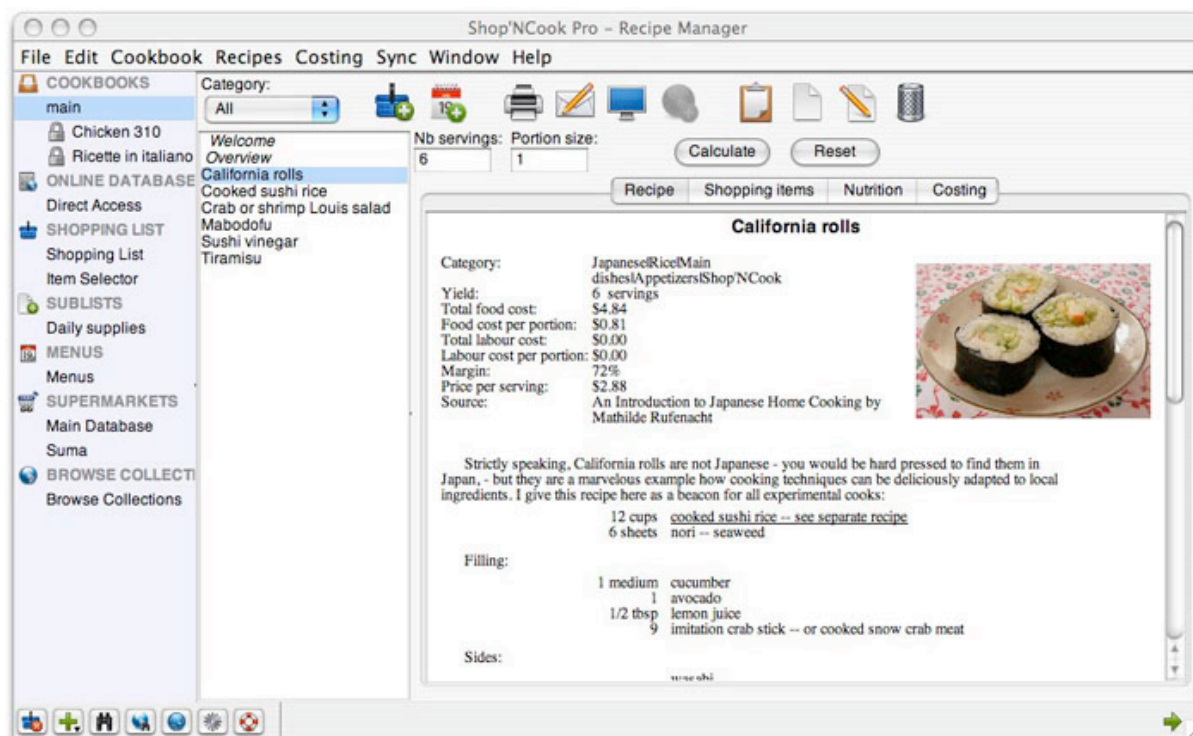 Shop'NCook Pro – Recipe Manager
File Edit Cookbook Recipes Costing Sync Window Help
COOKBOOKS
main
Chicken 310
Ricette in italiano
ONLINE DATABASE
Direct Access
SHOPPING LIST
Shopping List
Item Selector
SUBLISTS
Daily supplies
MENUS
Menus
SUPERMARKETS
Main Database
Suma
BROWSE COLLECTI
Browse Collections
Category:
All
Welcome
Overview
California rolls
Cooked sushi rice
Crab or shrimp Louis salad
Mabodofu
Sushi vinegar
Tiramisu
19
Nb servings: Portion size:
6 1
Calculate Reset
Recipe Shopping items Nutrition Costing
California rolls
Category: Japanese|Rice|Main
dishes|Appetizers|Shop'NCook
Yield: 6 servings
Total food cost: $4.84
Food cost per portion: $0.81
Total labour cost: $0.00
Labour cost per portion: $0.00
Margin: 72%
Price per serving: $2.88
Source: An Introduction to Japanese Home Cooking by
Mathilde Rufenacht
Strictly speaking, California rolls are not Japanese - you would be hard pressed to find them in
Japan, - but they are a marvelous example how cooking techniques can be deliciously adapted to local
ingredients. I give this recipe here as a beacon for all experimental cooks:
12 cups cooked sushi rice -- see separate recipe
6 sheets nori -- seaweed
Filling:
1 medium cucumber
1 avocado
1/2 tbsp lemon juice
9 imitation crab stick -- or cooked snow crab meat
Sides:
wasabi